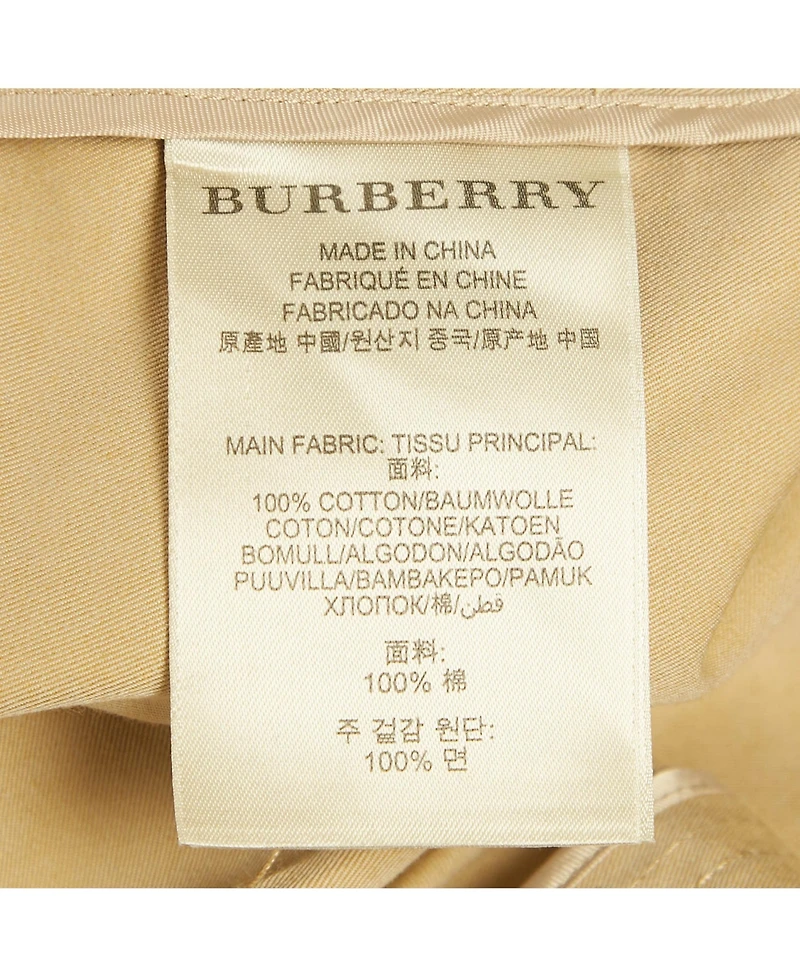 BURBERRY
MADE IN CHINA
FABRIQUÉ EN CHINE
FABRICADO NA CHINA
原產地 中國/원산지 중국/原产地 中国
MAIN FABRIC: TISSU PRINCIPAL:
面料:
100% COTTON/BAUMWOLLE
COTON/COTONE/KATOEN
BOMULL/ALGODON/ALGODÃO
PUUVILLA/BAMBAKEPO/PAMUK
ХЛОПОК/棉/قطن
面料:
100% 棉
주 겉감 원단:
100% 면